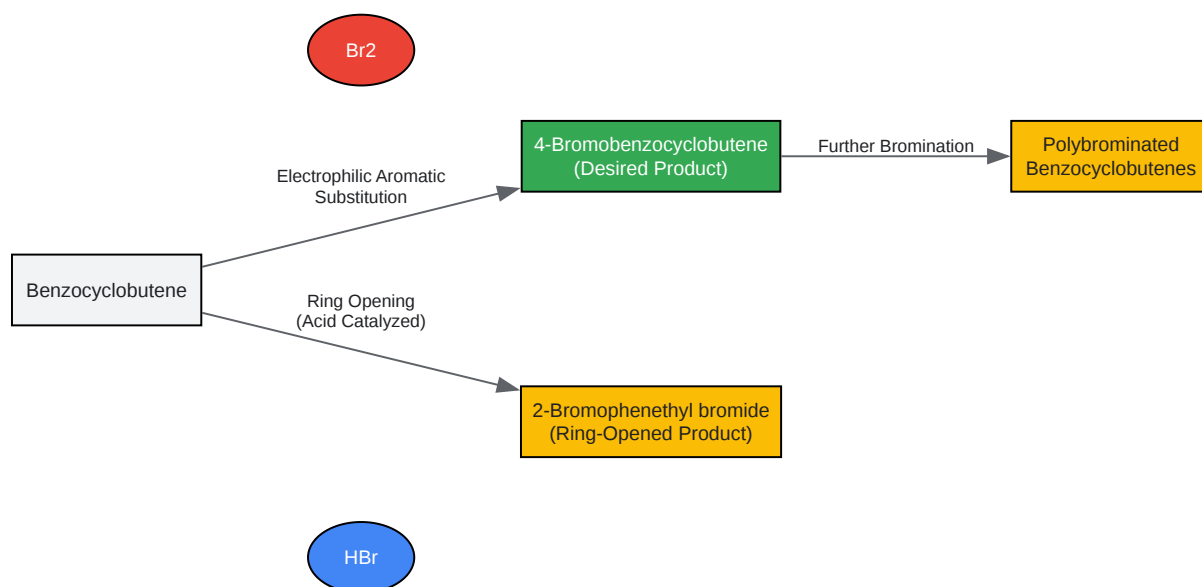 Br2
4-Bromobenzocyclobutene
(Desired Product)
Further Bromination
Polybrominated
Benzocyclobutenes
Electrophilic Aromatic
Substitution
Benzocyclobutene
Ring Opening
(Acid Catalyzed)
2-Bromophenethyl bromide
(Ring-Opened Product)
HBr